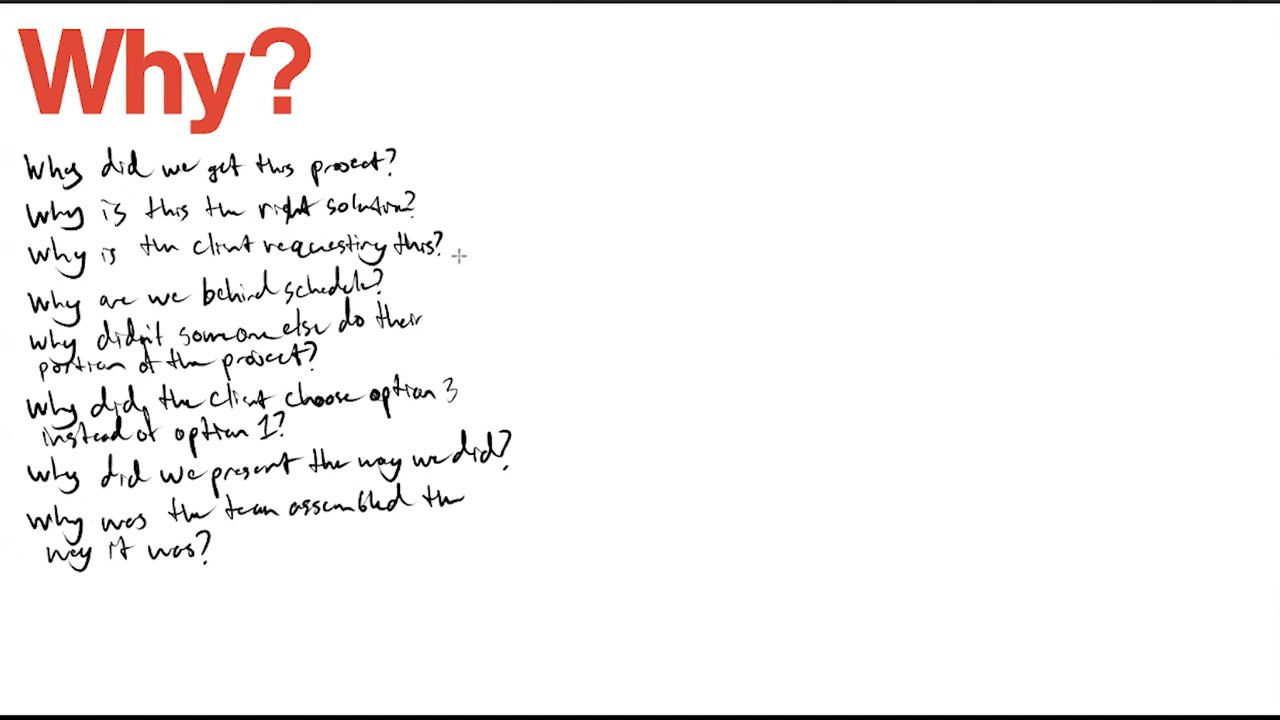 Why?
Why did we get this project?
Why is this the right solution?
Why is the client requesting this?
Why are we behind schedule?
Why didn't someone else do their
portion of the project?
Why did the client choose option 3
instead of option 1?
Why did we present the way we did?
Why was the team assembled the
way it was?